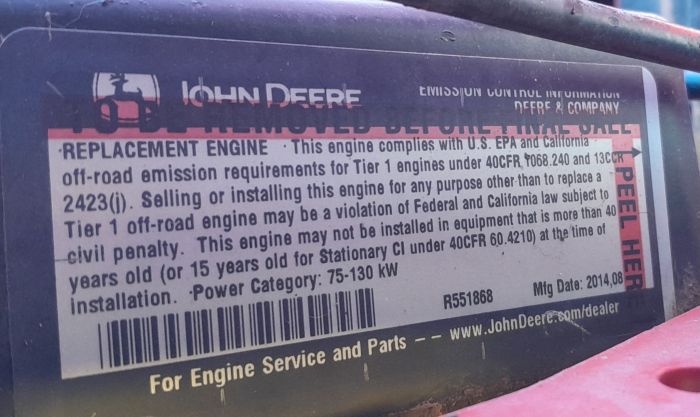 JOHN DEERE
EMISSION CONTROL INFORMATION
DEERE & COMPANY
TO BE REMOVED BEFORE FINAL SALE
REPLACEMENT ENGINE · This engine complies with U.S. EPA and California
off-road emission requirements for Tier 1 engines under 40CFR 1068.240 and 13CCR
2423(j). Selling or installing this engine for any purpose other than to replace a
Tier 1 off-road engine may be a violation of Federal and California law subject to
civil penalty. This engine may not be installed in equipment that is more than 40
years old (or 15 years old for Stationary CI under 40CFR 60.4210) at the time of
installation. ·Power Category: 75-130 kW
R551868 Mfg Date: 2014,08
For Engine Service and Parts -- www.JohnDeere.com/dealer
PEEL HERE